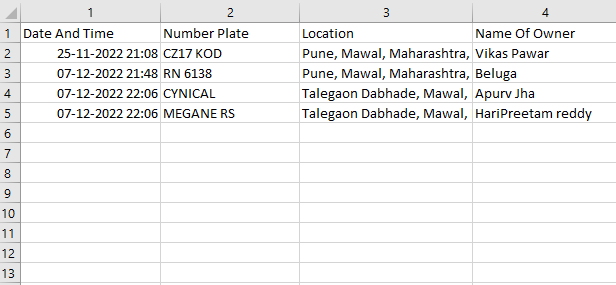 1 2 3 4
1 Date And Time Number Plate Location Name Of Owner
2 25-11-2022 21:08 CZ17 KOD Pune, Mawal, Maharashtra, Vikas Pawar
3 07-12-2022 21:48 RN 6138 Pune, Mawal, Maharashtra, Beluga
4 07-12-2022 22:06 CYNICAL Talegaon Dabhade, Mawal, Apurv Jha
5 07-12-2022 22:06 MEGANE RS Talegaon Dabhade, Mawal, HariPreetam reddy
6
7
8
9
10
11
12
13